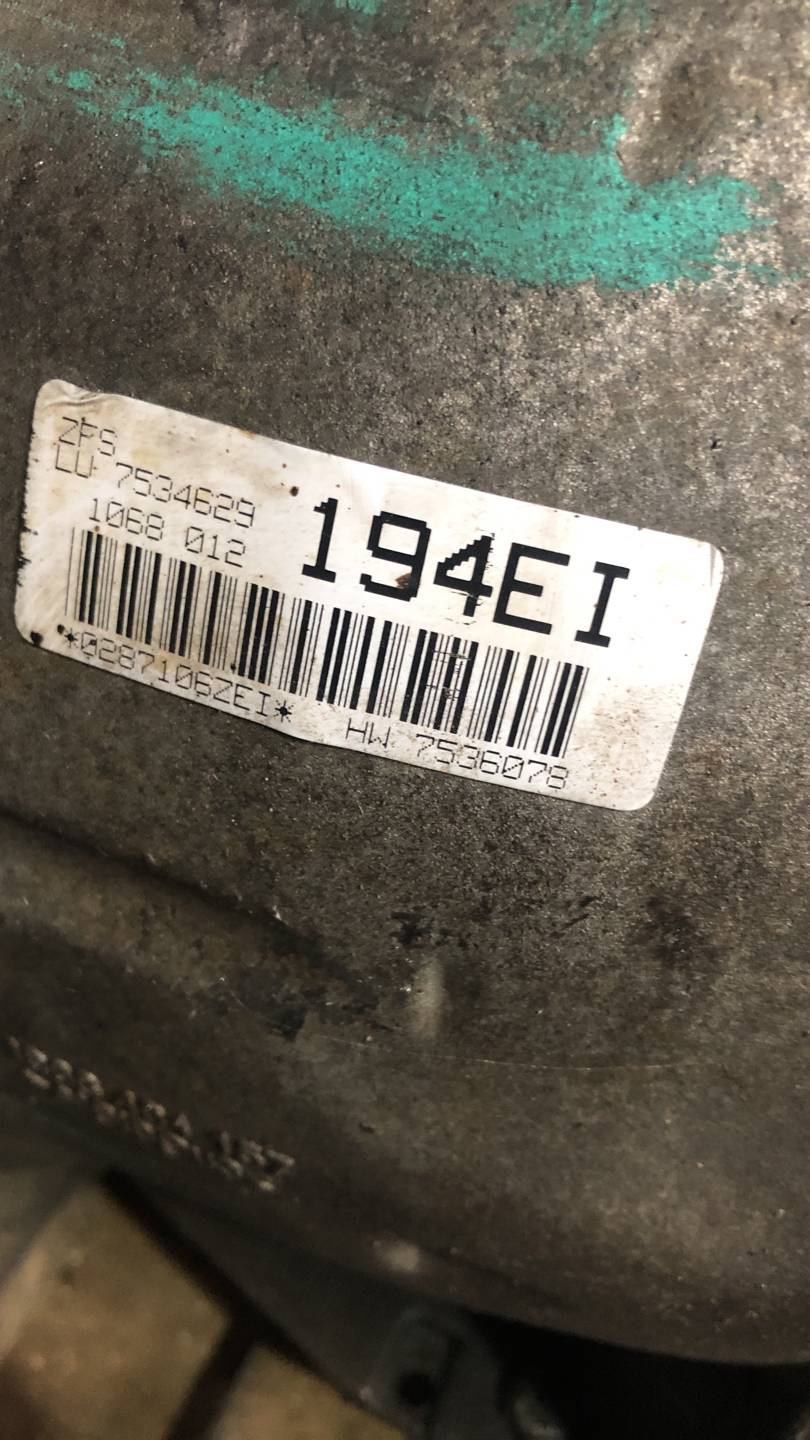 ZFS
LU 7534629
1068 012
194EI
*0287106ZEI*
HW 7536078